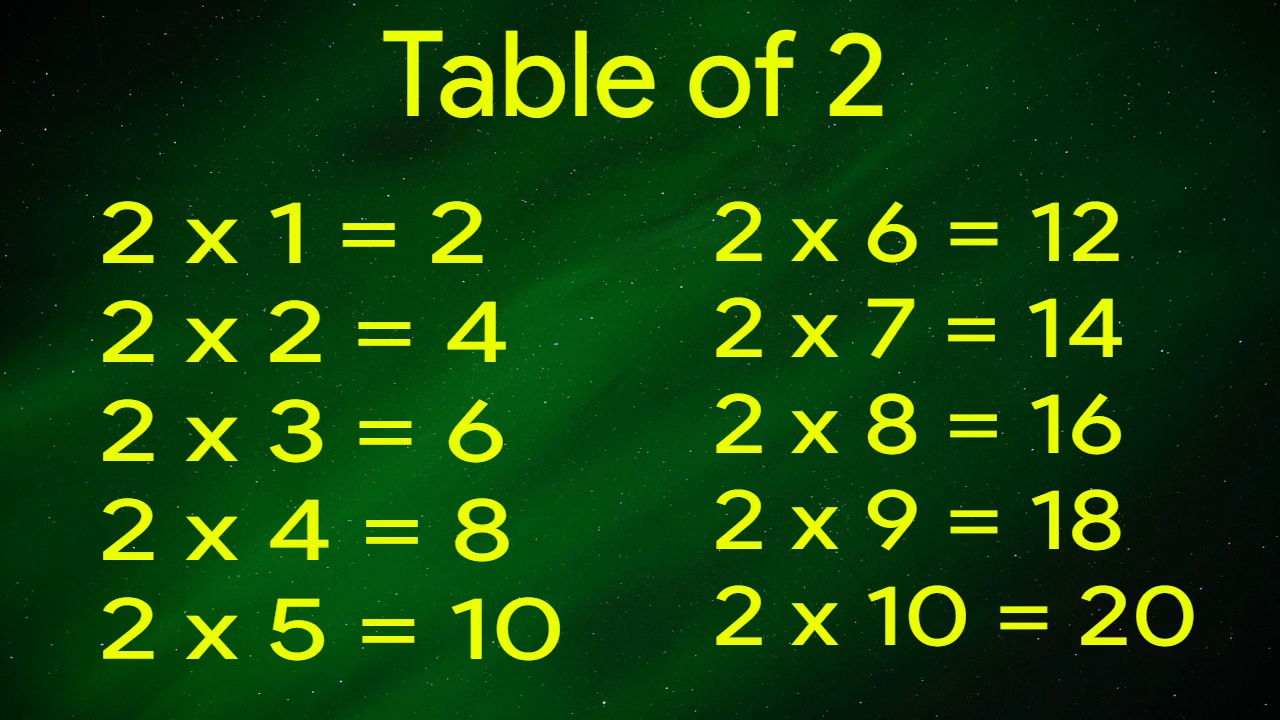 Table of 2
2 x 1 = 2
2 x 2 = 4
2 x 3 = 6
2 x 4 = 8
2 x 5 = 10
2 x 6 = 12
2 x 7 = 14
2 x 8 = 16
2 x 9 = 18
2 x 10 = 20